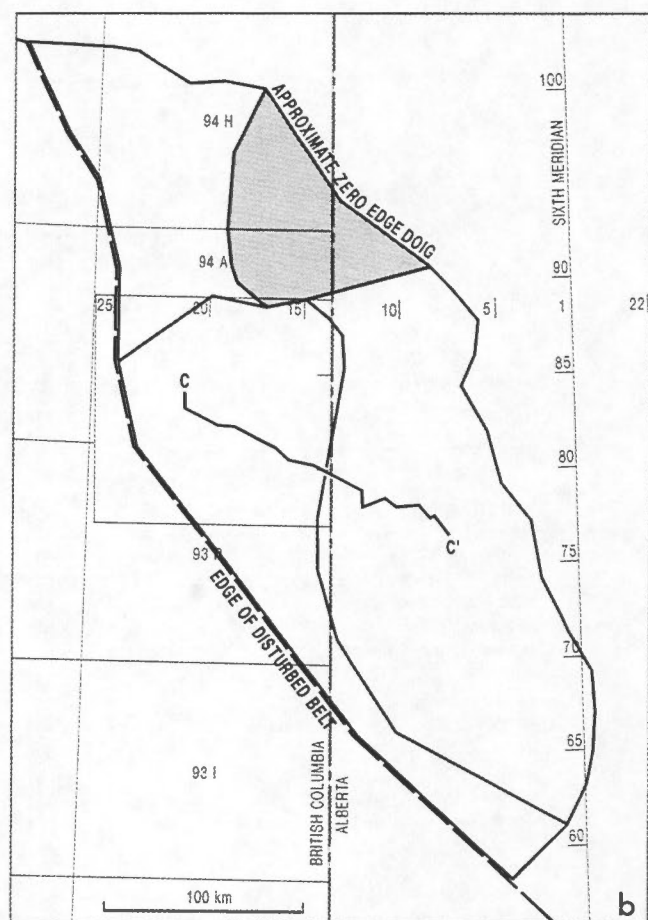 100
94 H
APPROXIMATE ZERO EDGE DOIG
SIXTH MERIDIAN
94 A
90
25
20
15
10
5
1
22
85
C
80
C'
93
75
EDGE OF DISTURBED BELT
70
65
93 I
BRITISH COLUMBIA
ALBERTA
60
100 km
b